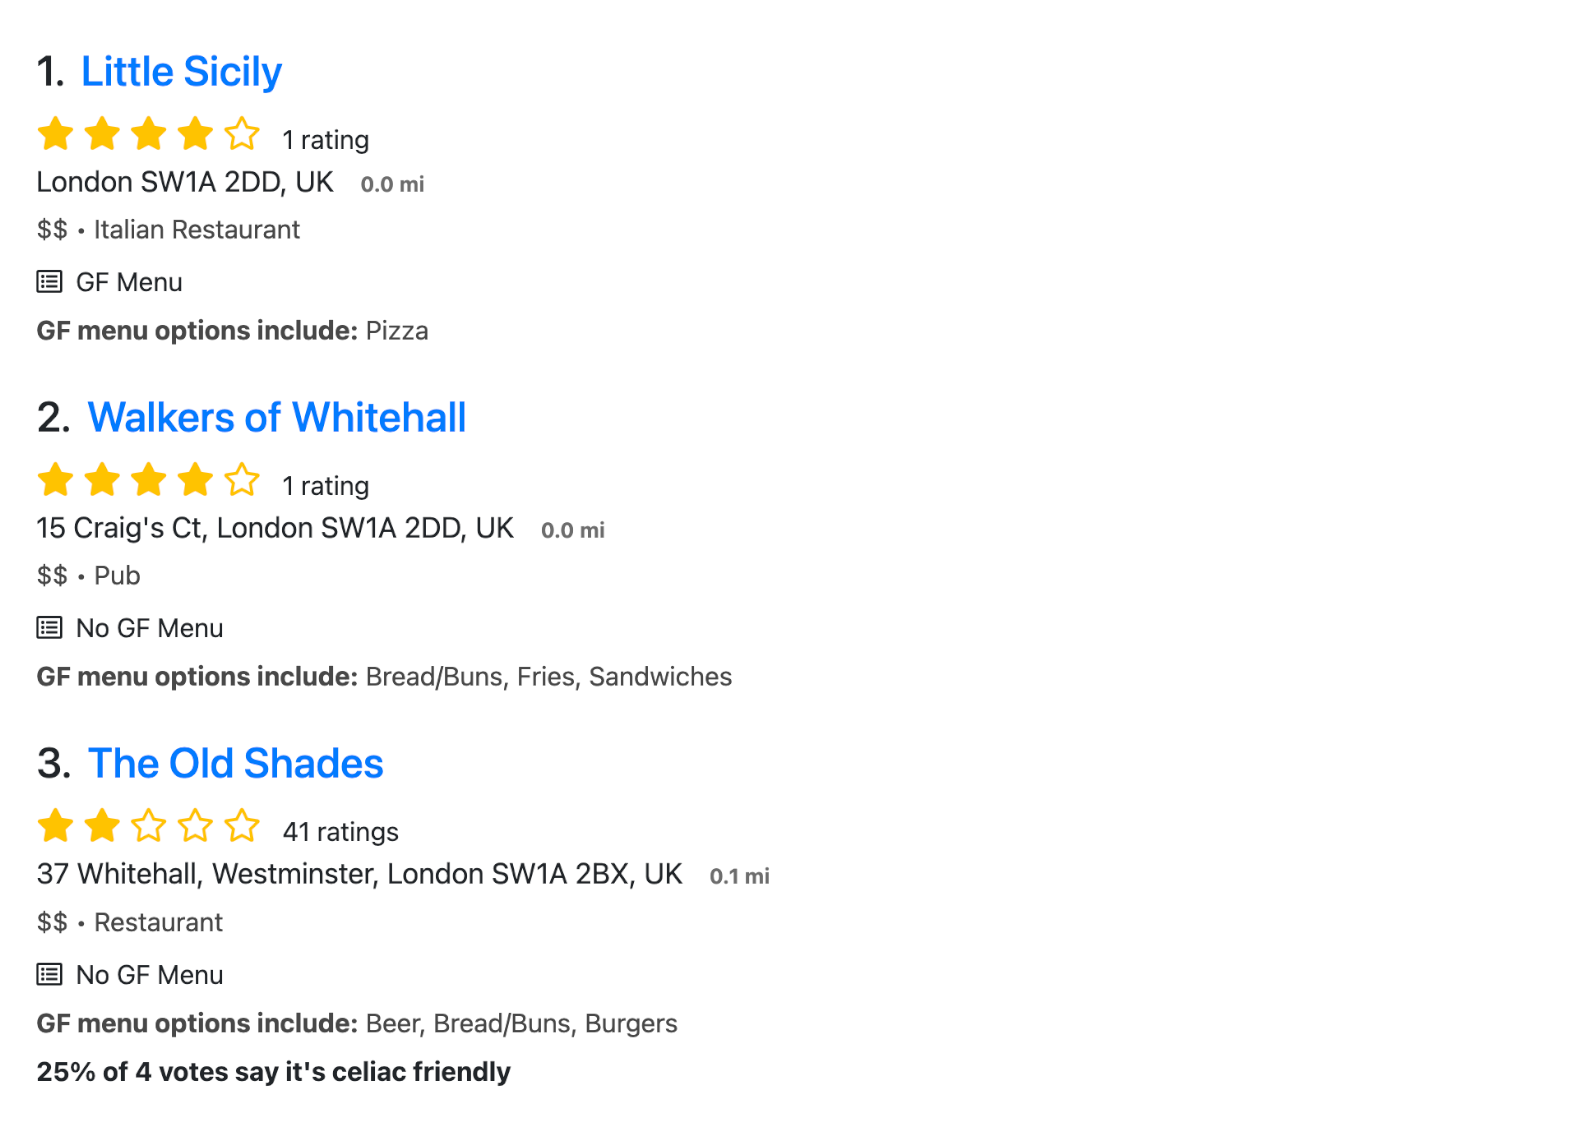 1. Little Sicily
1 rating
London SW1A 2DD, UK 0.0 mi
$$ • Italian Restaurant
GF Menu
GF menu options include: Pizza
2. Walkers of Whitehall
1 rating
15 Craig's Ct, London SW1A 2DD, UK 0.0 mi
$$ • Pub
No GF Menu
GF menu options include: Bread/Buns, Fries, Sandwiches
3. The Old Shades
41 ratings
37 Whitehall, Westminster, London SW1A 2BX, UK 0.1 mi
$$ • Restaurant
No GF Menu
GF menu options include: Beer, Bread/Buns, Burgers
25% of 4 votes say it's celiac friendly